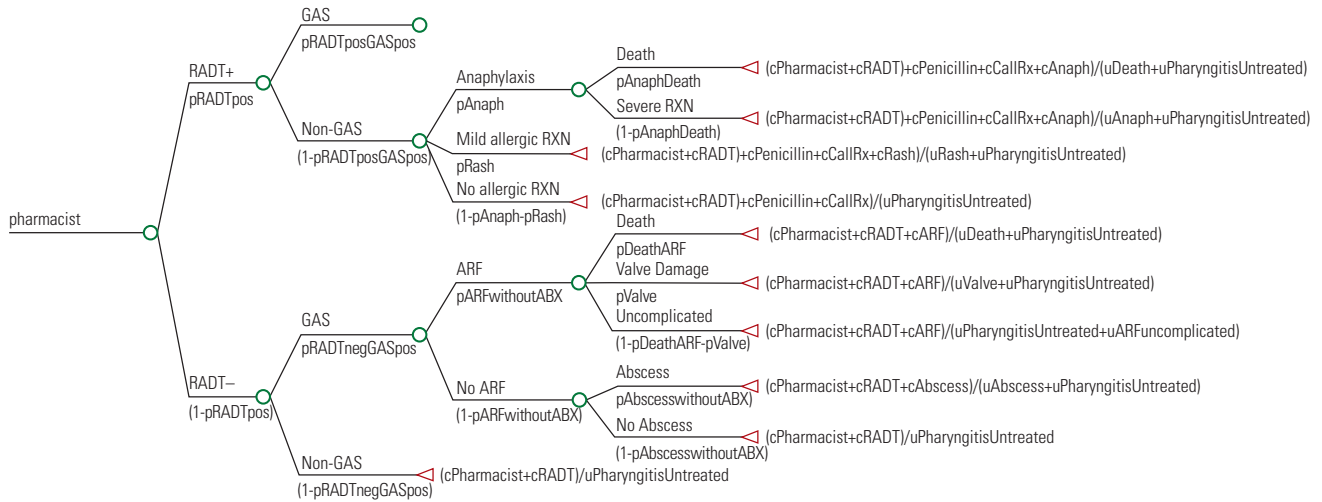 GAS
pRADTposGASpos
RADT+
pRADTpos
Non-GAS
(1-pRADTposGASpos)
Anaphylaxis
pAnaph
Death
pAnaphDeath
(cPharmacist+cRADT)+cPenicillin+cCallRx+cAnaph)/(uDeath+uPharyngitisUntreated)
Severe RXN
(1-pAnaphDeath)
(cPharmacist+cRADT)+cPenicillin+cCallRx+cAnaph)/(uAnaph+uPharyngitisUntreated)
Mild allergic RXN
pRash
(cPharmacist+cRADT)+cPenicillin+cCallRx+cRash)/(uRash+uPharyngitisUntreated)
No allergic RXN
(1-pAnaph-pRash)
(cPharmacist+cRADT)+cPenicillin+cCallRx)/(uPharyngitisUntreated)
pharmacist
RADT–
(1-pRADTpos)
GAS
pRADTnegGASpos
ARF
pARFwithoutABX
Death
pDeathARF
(cPharmacist+cRADT+cARF)/(uDeath+uPharyngitisUntreated)
Valve Damage
pValve
(cPharmacist+cRADT+cARF)/(uValve+uPharyngitisUntreated)
Uncomplicated
(1-pDeathARF-pValve)
(cPharmacist+cRADT+cARF)/(uPharyngitisUntreated+uARFuncomplicated)
No ARF
(1-pARFwithoutABX)
Abscess
pAbscesswithoutABX)
(cPharmacist+cRADT+cAbscess)/(uAbscess+uPharyngitisUntreated)
No Abscess
(1-pAbscesswithoutABX)
(cPharmacist+cRADT)/uPharyngitisUntreated
Non-GAS
(1-pRADTnegGASpos)
(cPharmacist+cRADT)/uPharyngitisUntreated